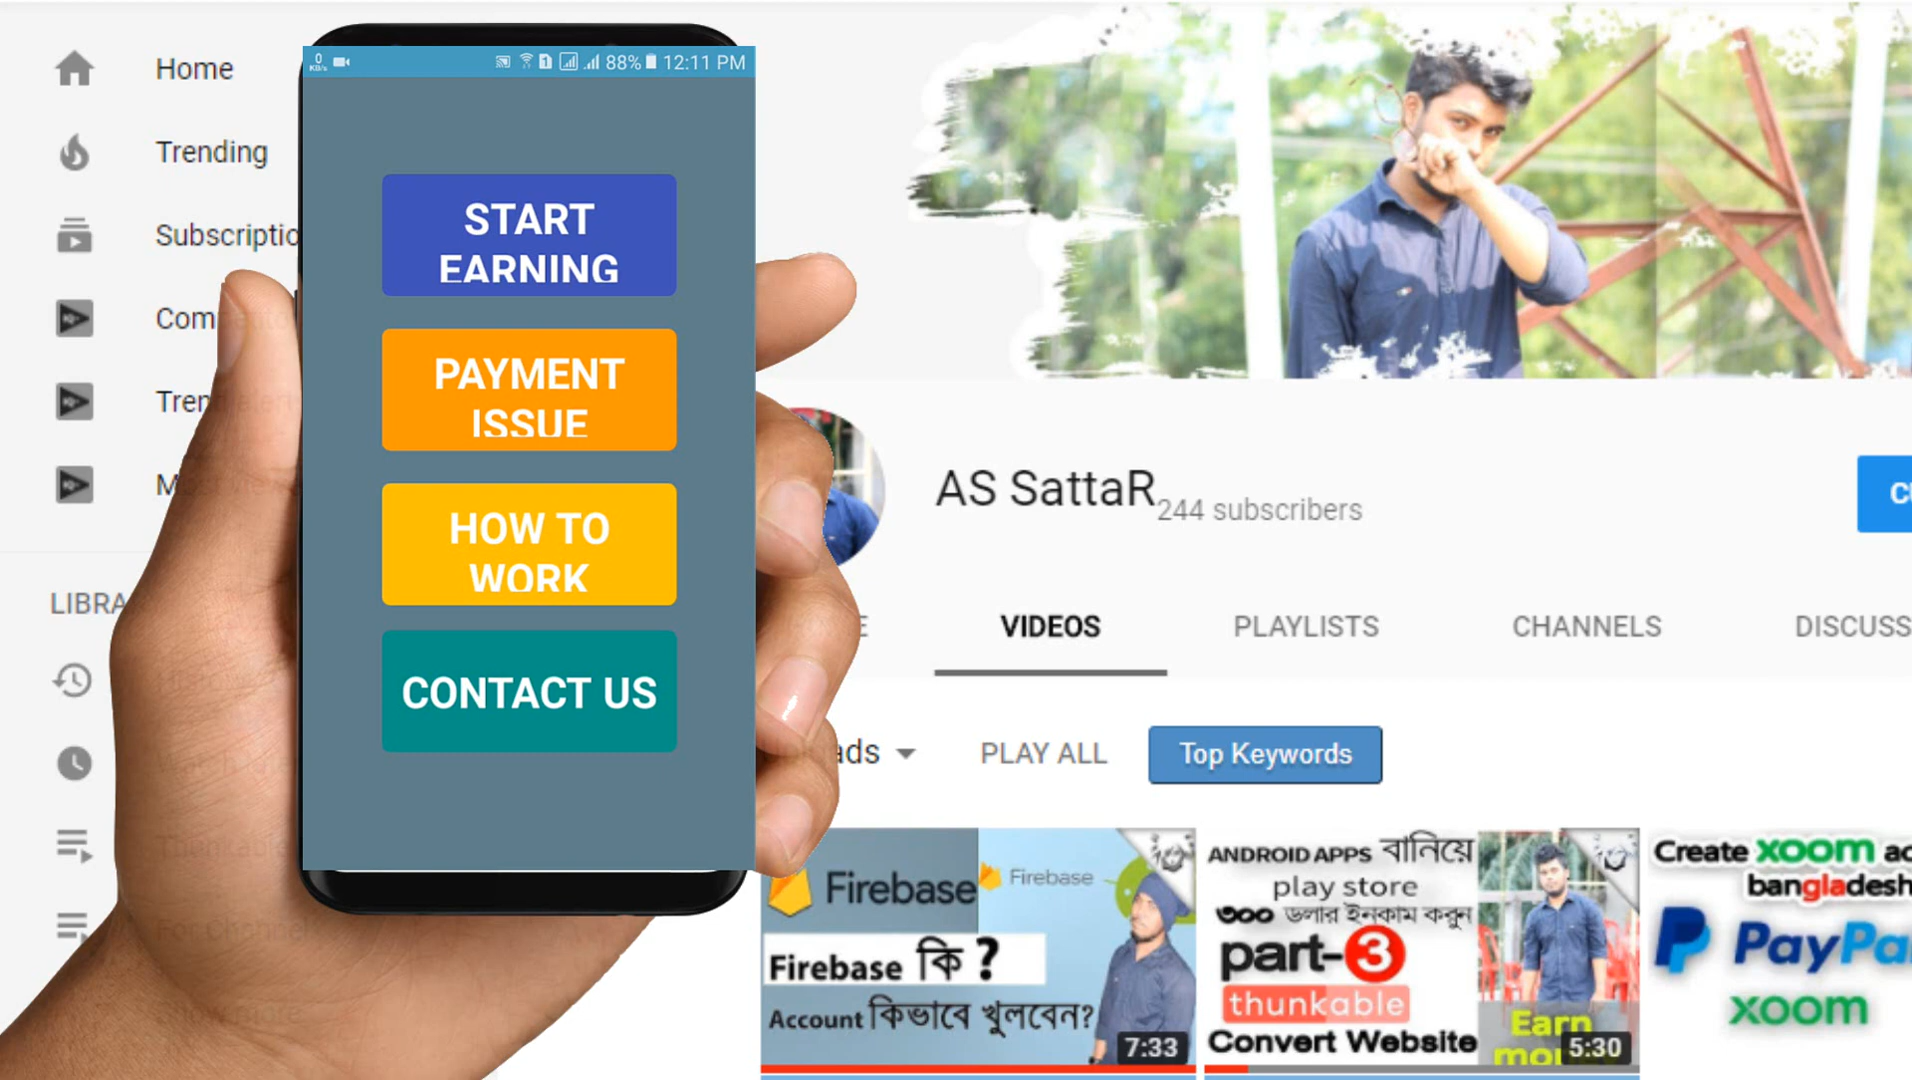 Home
Trending
Subscriptio
LIBRA
0
KB/s
88%
12:11 PM
START
EARNING
PAYMENT
ISSUE
HOW TO
WORK
CONTACT US
AS SattaR
244 subscribers
VIDEOS
PLAYLISTS
CHANNELS
DISCUSS
PLAY ALL
Top Keywords
Firebase
Firebase
Firebase কি ?
Account কিভাবে খুলবেন?
7:33
ANDROID APPS বানিয়ে
play store
৩০০ ডলার ইনকাম করুন
part-3
thunkable
Convert Website
Earn
5:30
Create xoom ac
bangladesh
PayPa
xoom